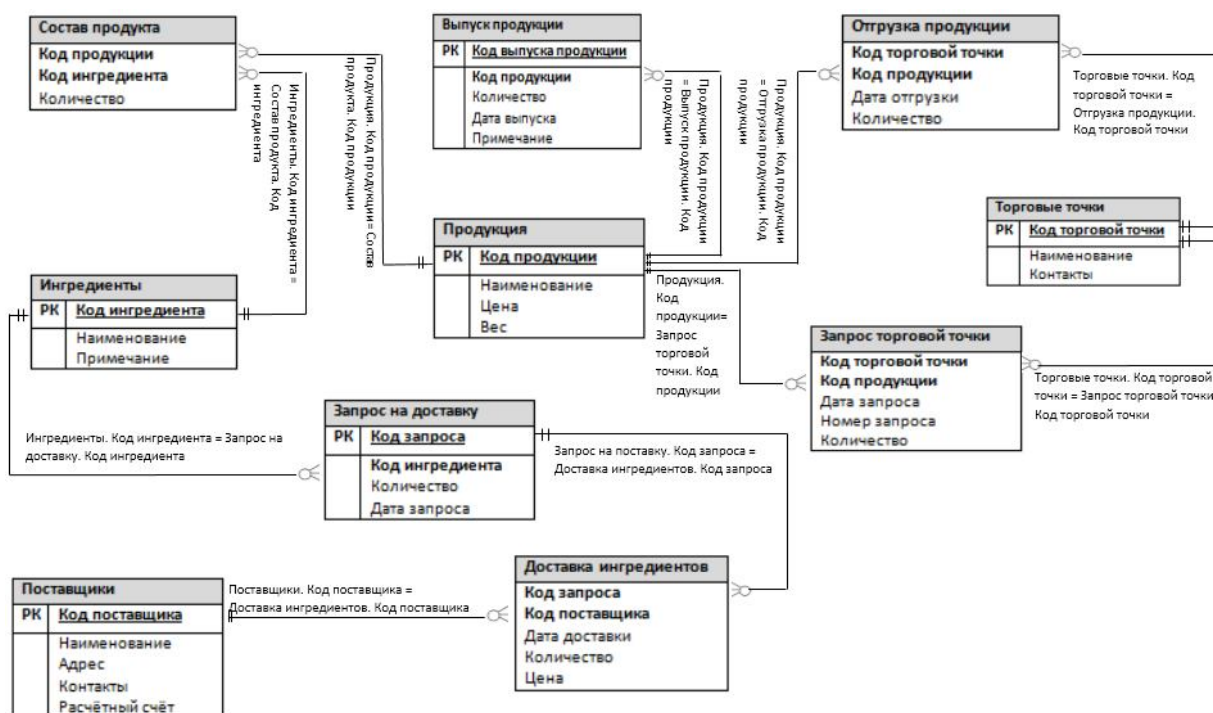 Состав продукта
Код продукции
Код ингредиента
Количество
Выпуск продукции
PK Код выпуска продукции
Код продукции
Количество
Дата выпуска
Примечание
Отгрузка продукции
Код торговой точки
Код продукции
Дата отгрузки
Количество
Торговые точки. Код
торговой точки =
Отгрузка продукции.
Код торговой точки
Ингредиенты. Код ингредиента =
Состав продукта. Код
ингредиента
Продукция. Код продукции= Состав
продукта. Код продукции
Продукция. Код продукции
= Выпуск продукции. Код
продукции
Продукция. Код продукции
= Отгрузка продукции. Код
продукции
Торговые точки
PK Код торговой точки
Наименование
Контакты
Продукция
PK Код продукции
Наименование
Цена
Вес
Продукция.
Код
продукции=
Запрос
торговой
точки. Код
продукции
Ингредиенты
PK Код ингредиента
Наименование
Примечание
Запрос торговой точки
Код торговой точки
Код продукции
Дата запроса
Номер запроса
Количество
Торговые точки. Код торговой
точки = Запрос торговой точки
Код торговой точки
Запрос на доставку
PK Код запроса
Код ингредиента
Количество
Дата запроса
Ингредиенты. Код ингредиента = Запрос на
доставку. Код ингредиента
Запрос на поставку. Код запроса =
Доставка ингредиентов. Код запроса
Поставщики
PK Код поставщика
Наименование
Адрес
Контакты
Расчётный счёт
Поставщики. Код поставщика =
Доставка ингредиентов. Код поставщика
Доставка ингредиентов
Код запроса
Код поставщика
Дата доставки
Количество
Цена